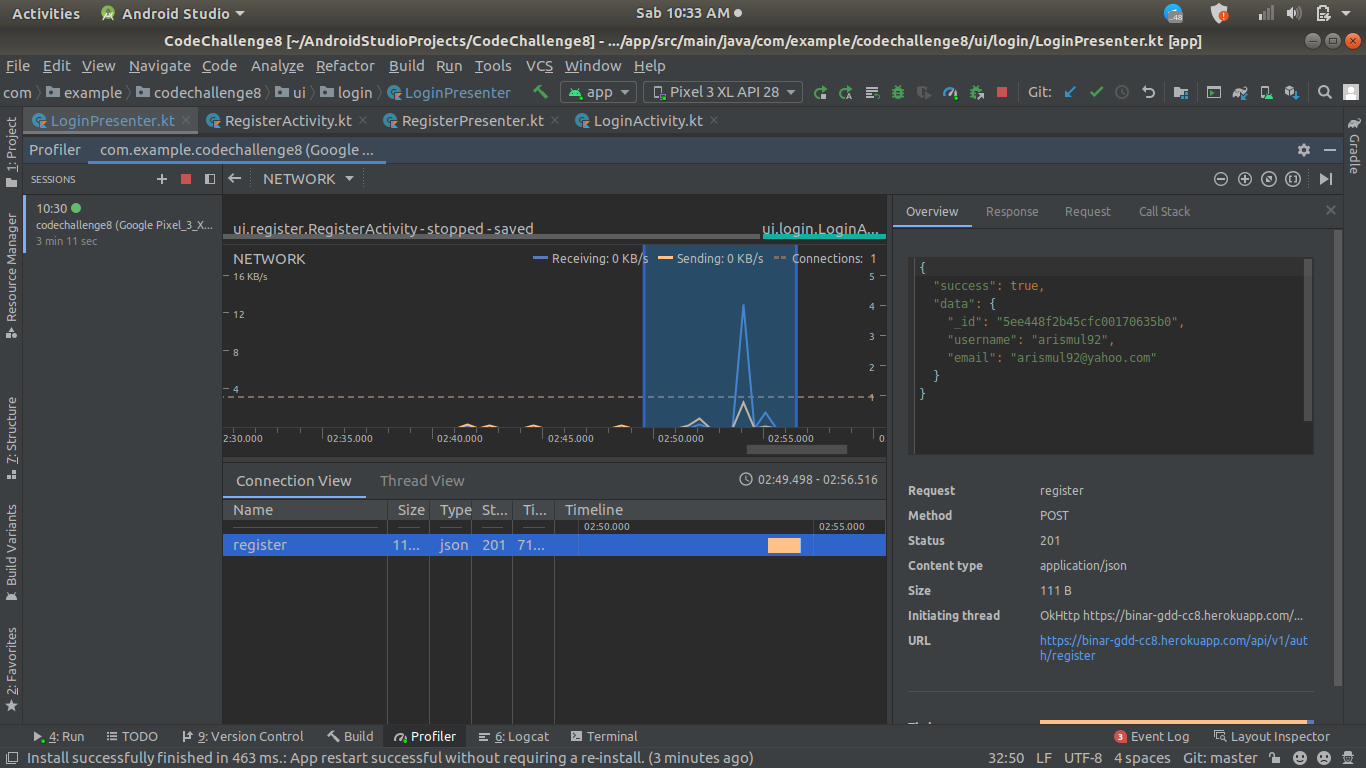 Activities Android Studio Sab 10:33 AM 48
CodeChallenge8 [~/AndroidStudioProjects/CodeChallenge8] - .../app/src/main/java/com/example/codechallenge8/ui/login/LoginPresenter.kt [app]
File Edit View Navigate Code Analyze Refactor Build Run Tools VCS Window Help
com example codechallenge8 ui login LoginPresenter app Pixel 3 XL API 28 Git:
LoginPresenter.kt RegisterActivity.kt RegisterPresenter.kt LoginActivity.kt
Profiler com.example.codechallenge8 (Google ...
SESSIONS NETWORK
10:30
codechallenge8 (Google Pixel_3_X...
3 min 11 sec
1: Project
Resource Manager
7: Structure
Build Variants
2: Favorites
Gradle
ui.register.RegisterActivity - stopped - saved ui.login.LoginA...
NETWORK Receiving: 0 KB/s Sending: 0 KB/s Connections: 1
16 KB/s 5
12 4
3
8
2
4 1
2:30.000 02:35.000 02:40.000 02:45.000 02:50.000 02:55.000 0.
Connection View Thread View 02:49.498 - 02:56.516
Name Size Type St... Ti... Timeline
02:50.000 02:55.000
register 11... json 201 71...
Overview Response Request Call Stack
{
"success": true,
"data": {
"_id": "5ee448f2b45cfc00170635b0",
"username": "arismul92",
"email": "arismul92@yahoo.com"
}
}
Request register
Method POST
Status 201
Content type application/json
Size 111 B
Initiating thread OkHttp https://binar-gdd-cc8.herokuapp.com/...
URL https://binar-gdd-cc8.herokuapp.com/api/v1/aut
h/register
4: Run TODO 9: Version Control Build Profiler 6: Logcat Terminal 3 Event Log Layout Inspector
Install successfully finished in 463 ms.: App restart successful without requiring a re-install. (3 minutes ago) 32:50 LF UTF-8 4 spaces Git: master